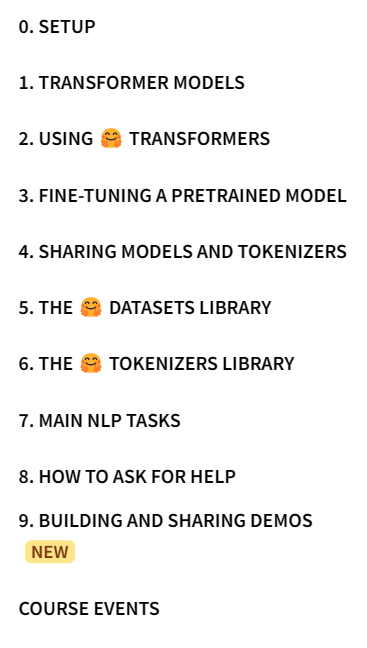 0. SETUP
1. TRANSFORMER MODELS
2. USING 🤗 TRANSFORMERS
3. FINE-TUNING A PRETRAINED MODEL
4. SHARING MODELS AND TOKENIZERS
5. THE 🤗 DATASETS LIBRARY
6. THE 🤗 TOKENIZERS LIBRARY
7. MAIN NLP TASKS
8. HOW TO ASK FOR HELP
9. BUILDING AND SHARING DEMOS
NEW
COURSE EVENTS